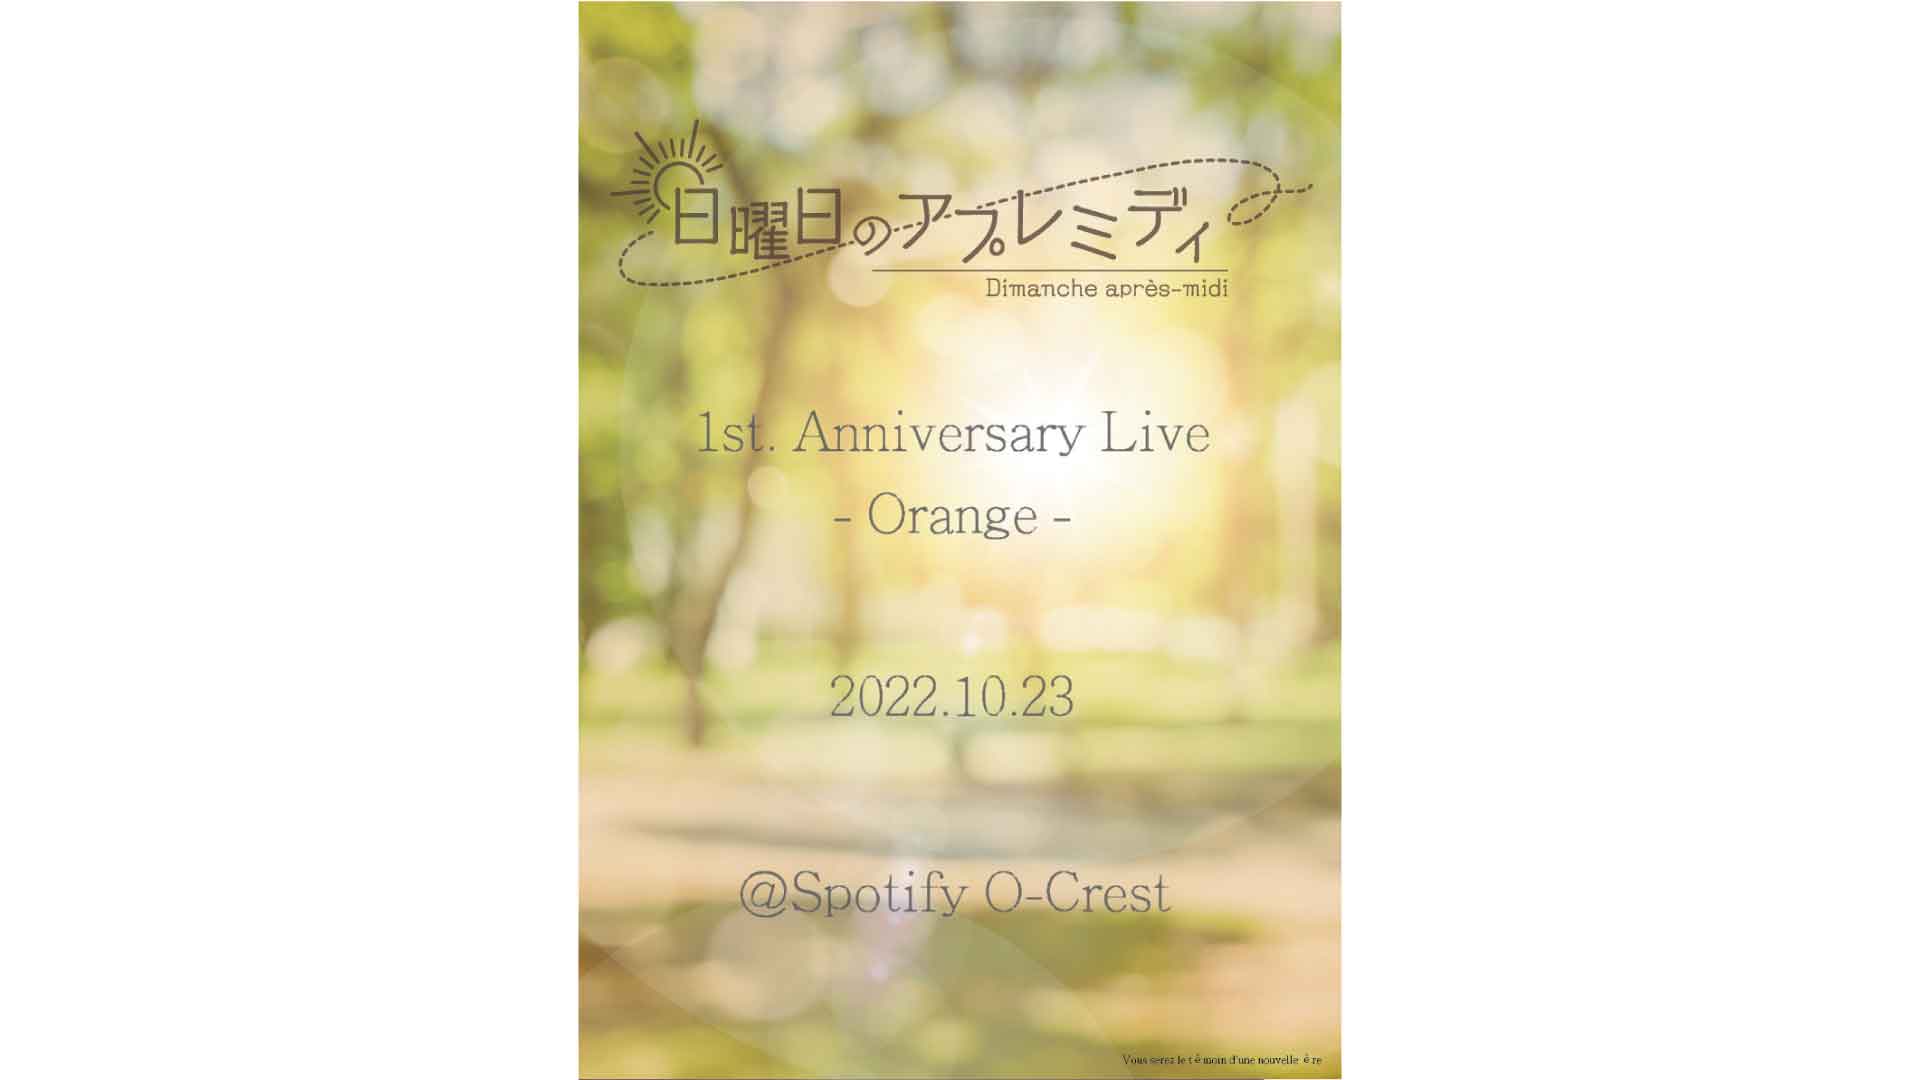 日曜日のアプレミディ
Dimanche après-midi
1st. Anniversary Live
- Orange -
2022.10.23
@Spotify O-Crest
Vous serez le témoin d'une nouvelle ère